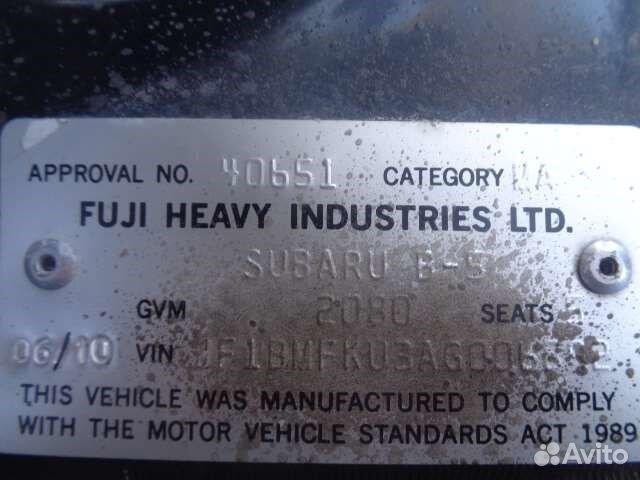 APPROVAL NO. 40651 CATEGORY
FUJI HEAVY INDUSTRIES LTD.
SUBARU B-5
GVM 2080 SEATS
06/10 VIN
THIS VEHICLE WAS MANUFACTURED TO COMPLY
WITH THE MOTOR VEHICLE STANDARDS ACT 1989
Avito